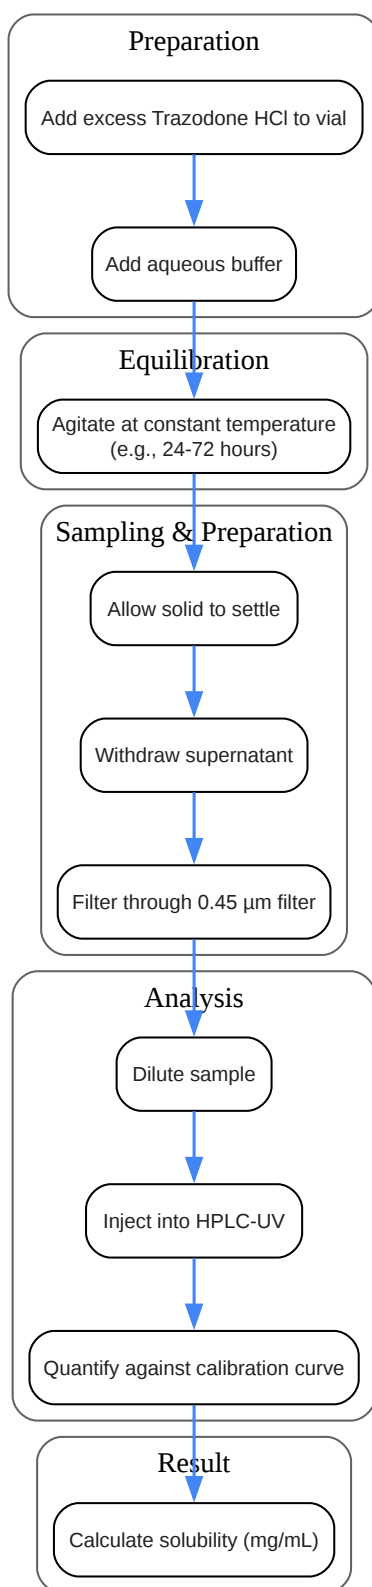 Preparation
Add excess Trazodone HCl to vial
Add aqueous buffer
Equilibration
Agitate at constant temperature
(e.g., 24-72 hours)
Sampling & Preparation
Allow solid to settle
Withdraw supernatant
Filter through 0.45 µm filter
Analysis
Dilute sample
Inject into HPLC-UV
Quantify against calibration curve
Result
Calculate solubility (mg/mL)